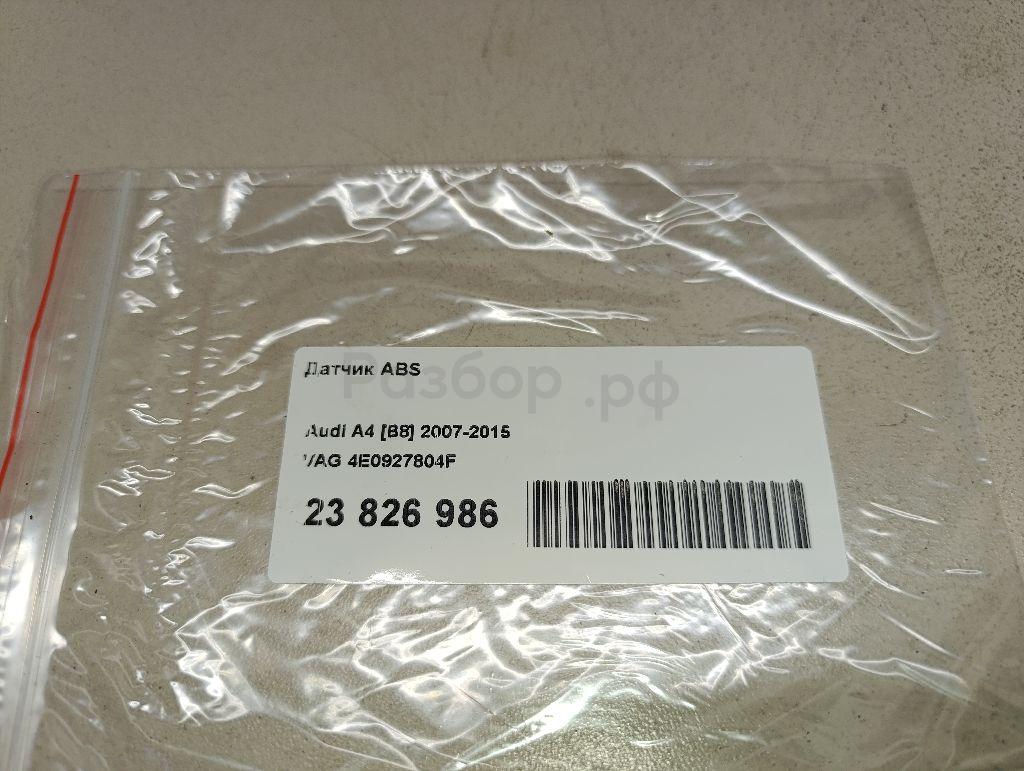 Датчик ABS
Разбор.рф
Audi A4 [B8] 2007-2015
VAG 4E0927804F
23 826 986